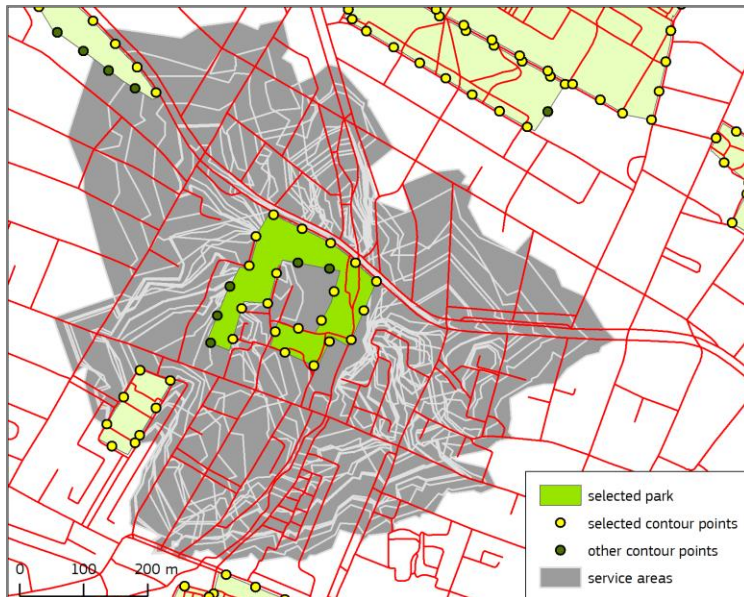 selected park
selected contour points
other contour points
service areas
0 100 200 m